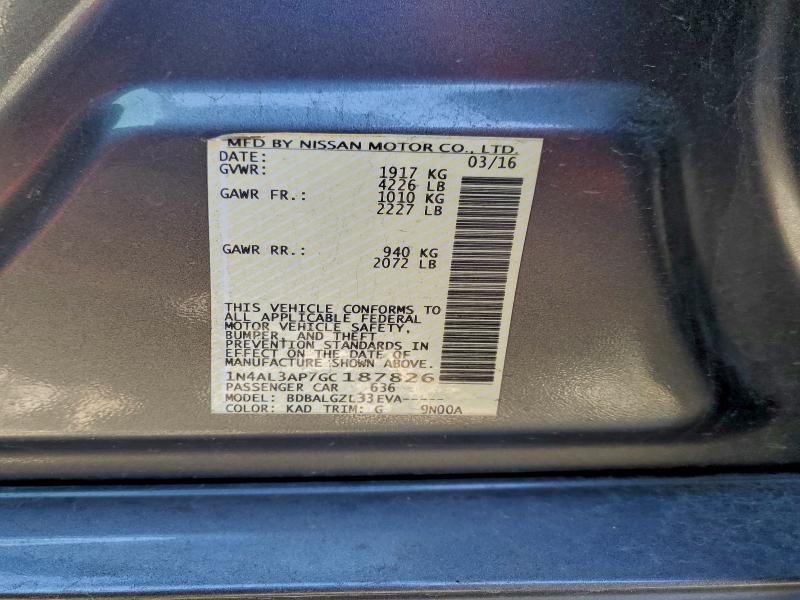 MFD BY NISSAN MOTOR CO., LTD.
DATE: 03/16
GVWR: 1917 KG
4226 LB
GAWR FR.: 1010 KG
2227 LB
GAWR RR.: 940 KG
2072 LB
THIS VEHICLE CONFORMS TO
ALL APPLICABLE FEDERAL
MOTOR VEHICLE SAFETY,
BUMPER, AND THEFT
PREVENTION STANDARDS IN
EFFECT ON THE DATE OF
MANUFACTURE SHOWN ABOVE.
1N4AL3AP7GC187826
PASSENGER CAR 636
MODEL: BDBALGZL33EVA-----
COLOR: KAD TRIM: G 9N00A